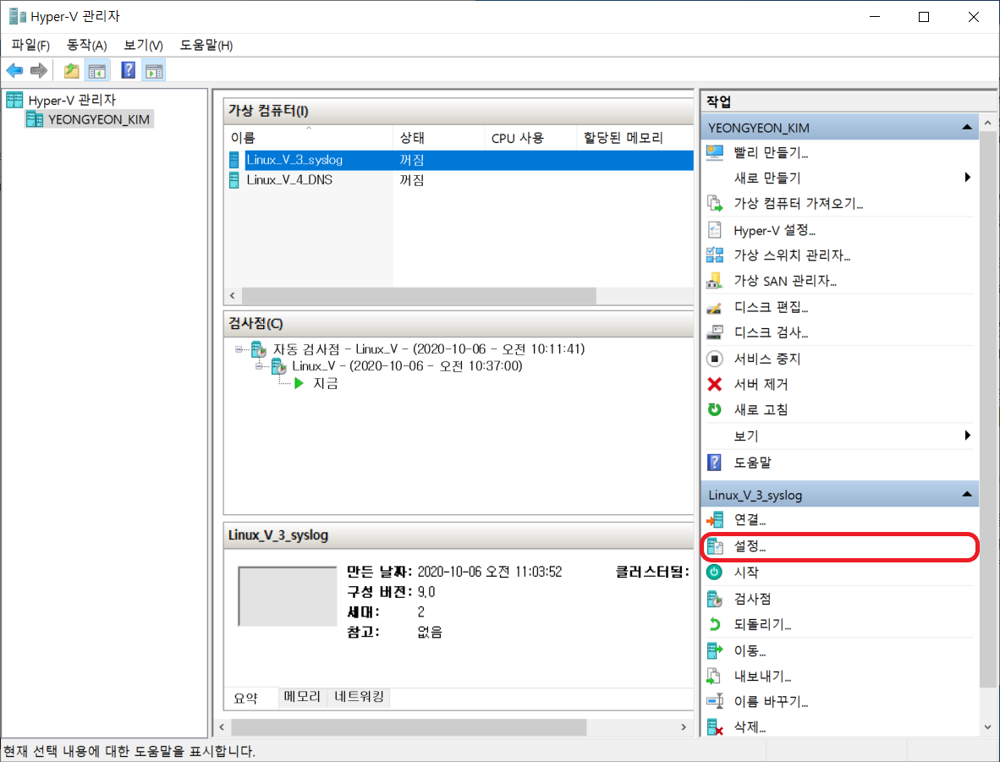 Hyper-V 관리자
파일(F) 동작(A) 보기(V) 도움말(H)
Hyper-V 관리자
YEONGYEON_KIM
가상 컴퓨터(I)
이름 상태 CPU 사용 할당된 메모리
Linux_V_3_syslog 꺼짐
Linux_V_4_DNS 꺼짐
검사점(C)
자동 검사점 - Linux_V - (2020-10-06 - 오전 10:11:41)
Linux_V - (2020-10-06 - 오전 10:37:00)
지금
Linux_V_3_syslog
만든 날짜: 2020-10-06 오전 11:03:52 클러스터됨:
구성 버전: 9.0
세대: 2
참고: 없음
요약 메모리 네트워킹
작업
YEONGYEON_KIM
빨리 만들기...
새로 만들기
가상 컴퓨터 가져오기...
Hyper-V 설정...
가상 스위치 관리자...
가상 SAN 관리자...
디스크 편집...
디스크 검사...
서비스 중지
서버 제거
새로 고침
보기
도움말
Linux_V_3_syslog
연결...
설정...
시작
검사점
되돌리기...
이동...
내보내기...
이름 바꾸기...
삭제...
현재 선택 내용에 대한 도움말을 표시합니다.